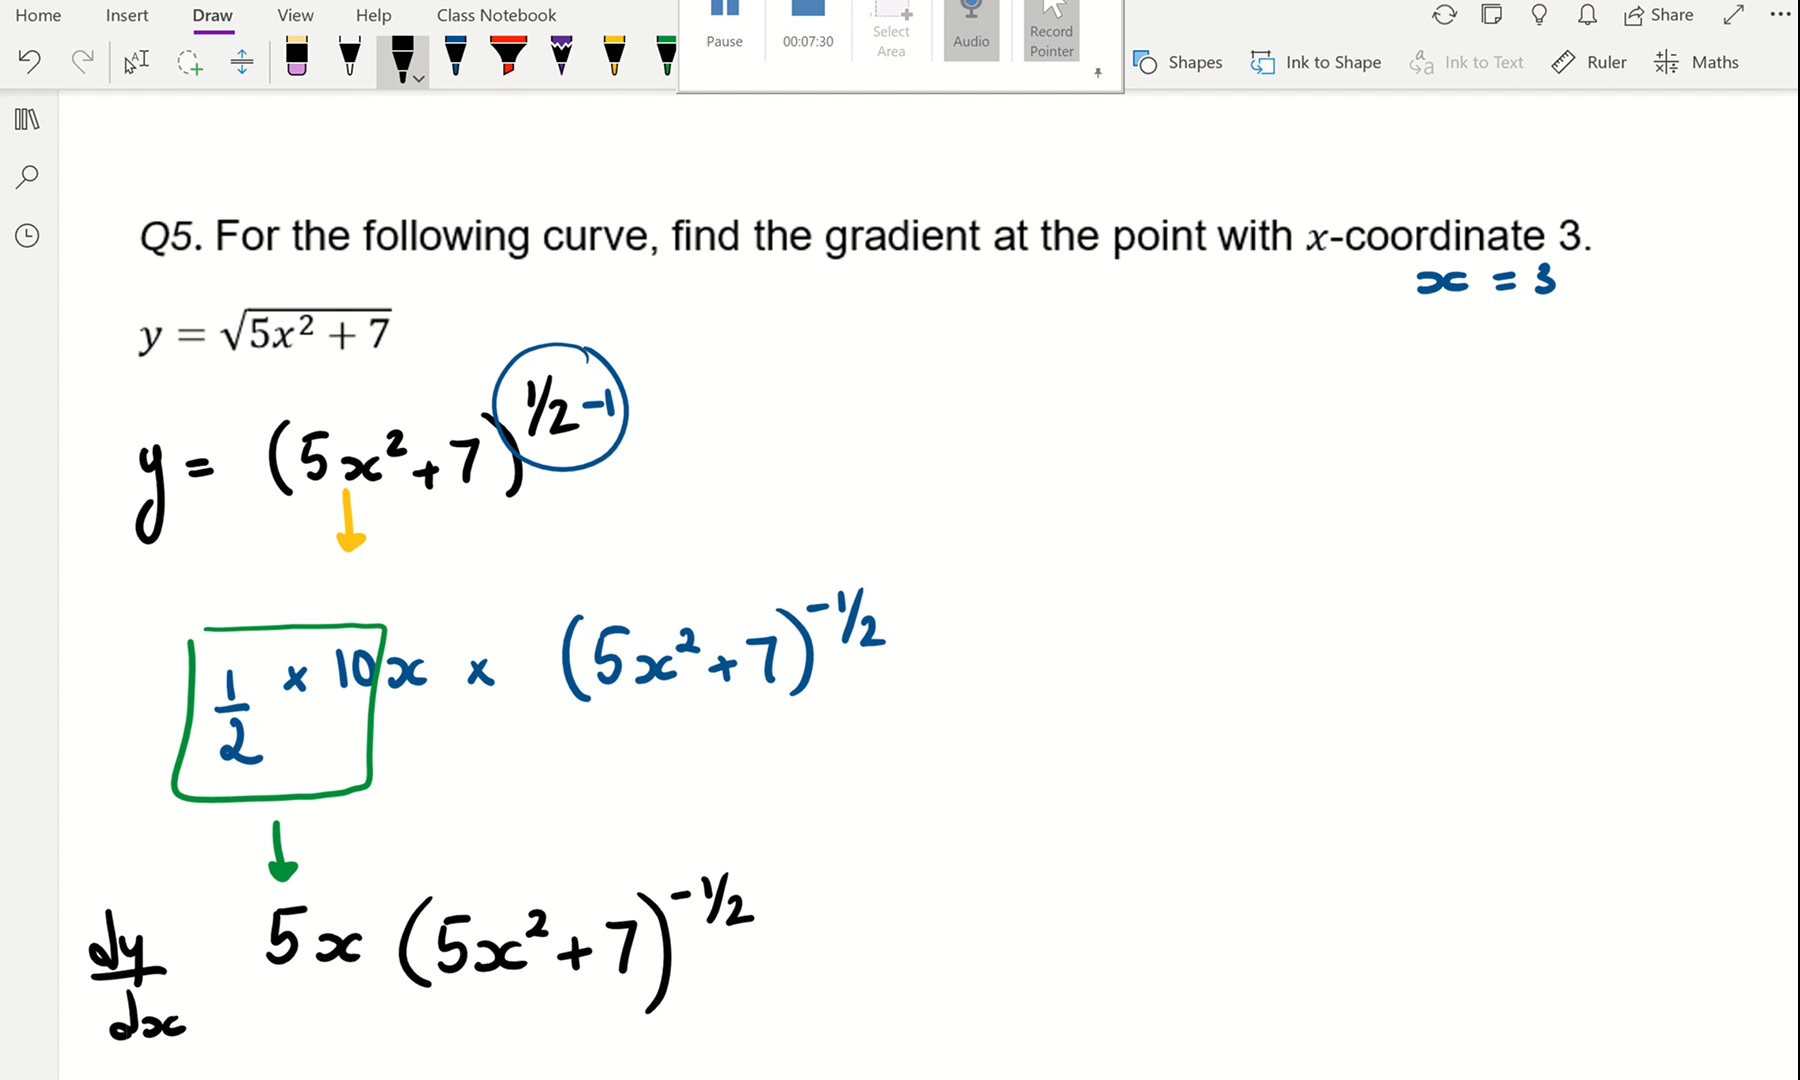 Home Insert Draw View Help Class Notebook
Pause 00:07:30 Select Area Audio Record Pointer
Share
Shapes Ink to Shape Ink to Text Ruler Maths
Q5. For the following curve, find the gradient at the point with x-coordinate 3.
x = 3
y = √(5x² + 7)
y = (5x² + 7)^(1/2 - 1)
1/2 × 10x × (5x² + 7)^(-1/2)
dy/dx 5x (5x² + 7)^(-1/2)